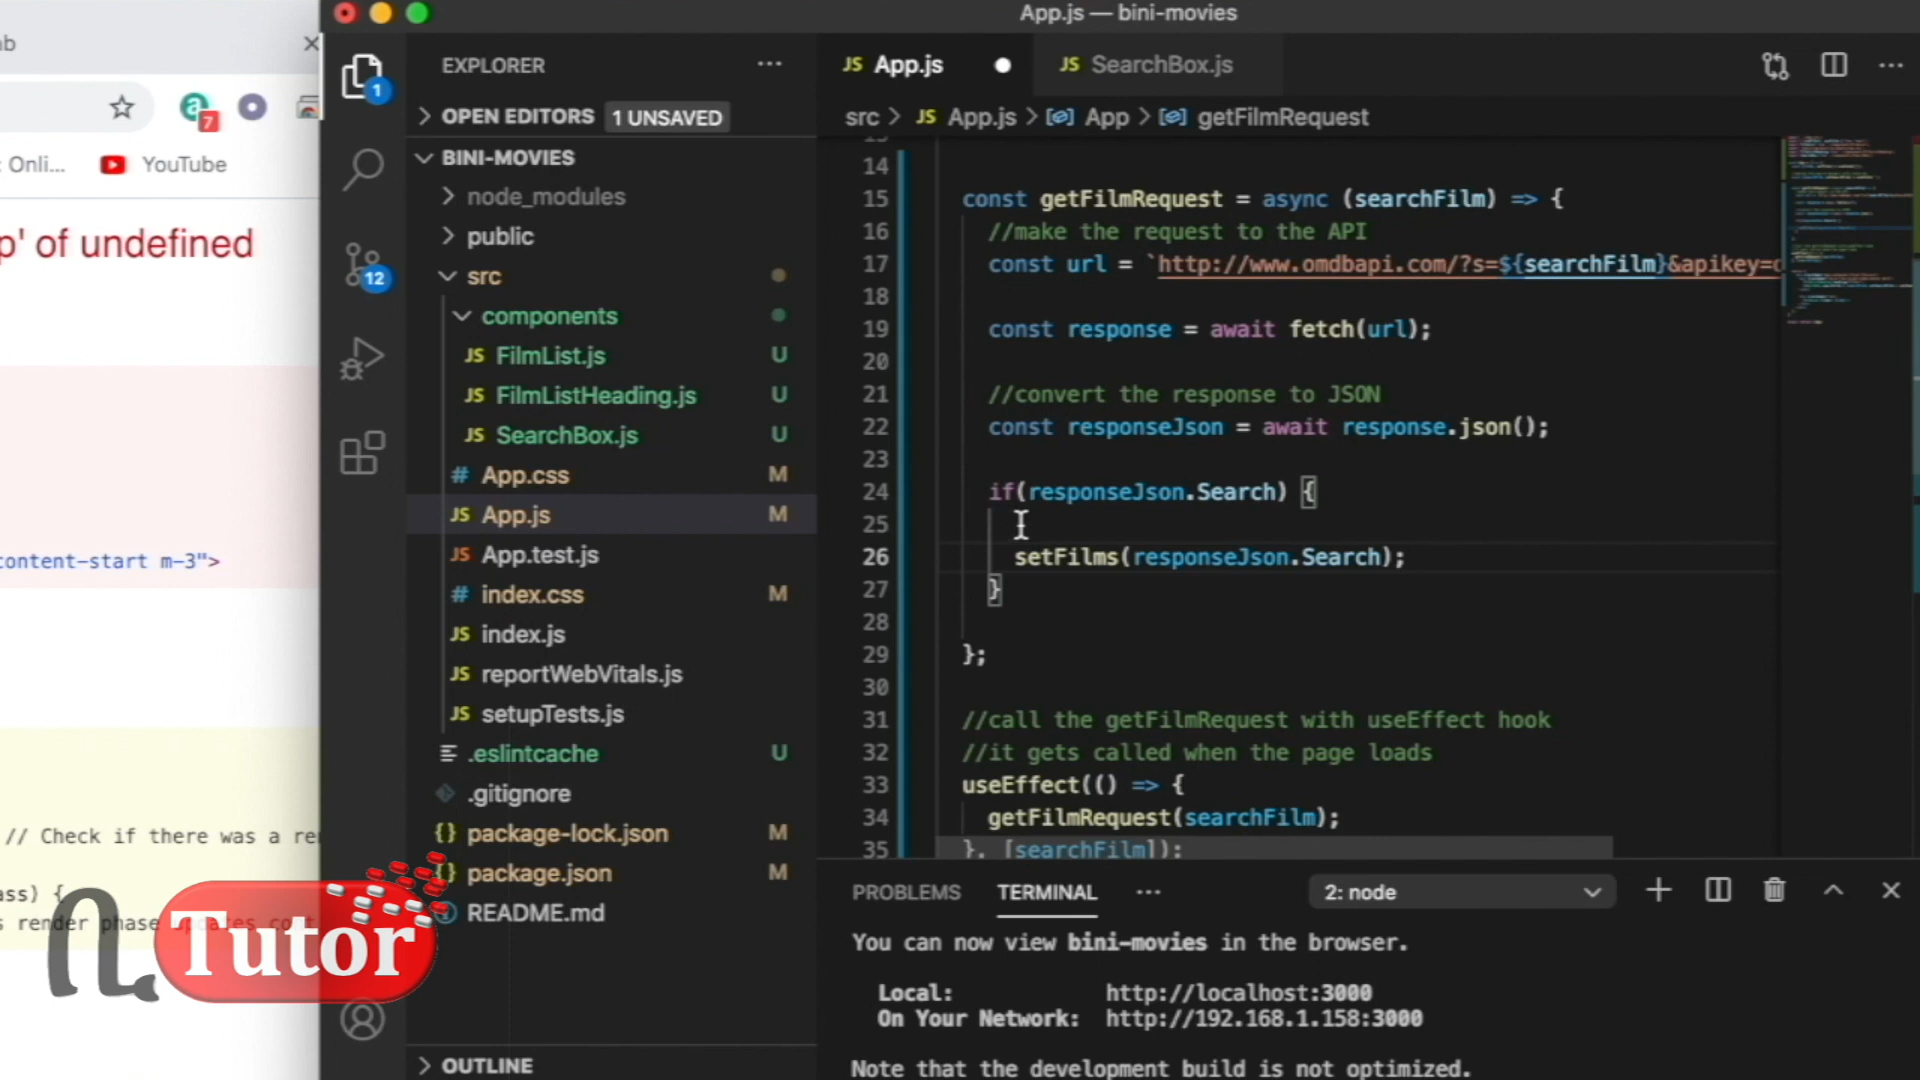 App.js — bini-movies
EXPLORER
App.js
SearchBox.js
OPEN EDITORS 1 UNSAVED
src > JS App.js > App > getFilmRequest
7
: Onli...
YouTube
1
BINI-MOVIES
node_modules
public
src
components
JS FilmList.js U
JS FilmListHeading.js U
JS SearchBox.js U
# App.css M
JS App.js M
JS App.test.js
# index.css M
JS index.js
JS reportWebVitals.js
JS setupTests.js
.eslintcache U
.gitignore
{} package-lock.json M
{} package.json M
README.md
OUTLINE
12
p' of undefined
content-start m-3">
// Check if there was a re
ass) {
s render phase updates cont
n.Tutor
14
15 const getFilmRequest = async (searchFilm) => {
16 //make the request to the API
17 const url = `http://www.omdbapi.com/?s=${searchFilm}&apikey=
18
19 const response = await fetch(url);
20
21 //convert the response to JSON
22 const responseJson = await response.json();
23
24 if(responseJson.Search) {
25
26 setFilms(responseJson.Search);
27 }
28
29 };
30
31 //call the getFilmRequest with useEffect hook
32 //it gets called when the page loads
33 useEffect(() => {
34 getFilmRequest(searchFilm);
35 }, [searchFilm]);
PROBLEMS TERMINAL ··· 2: node
You can now view bini-movies in the browser.
Local: http://localhost:3000
On Your Network: http://192.168.1.158:3000
Note that the development build is not optimized.